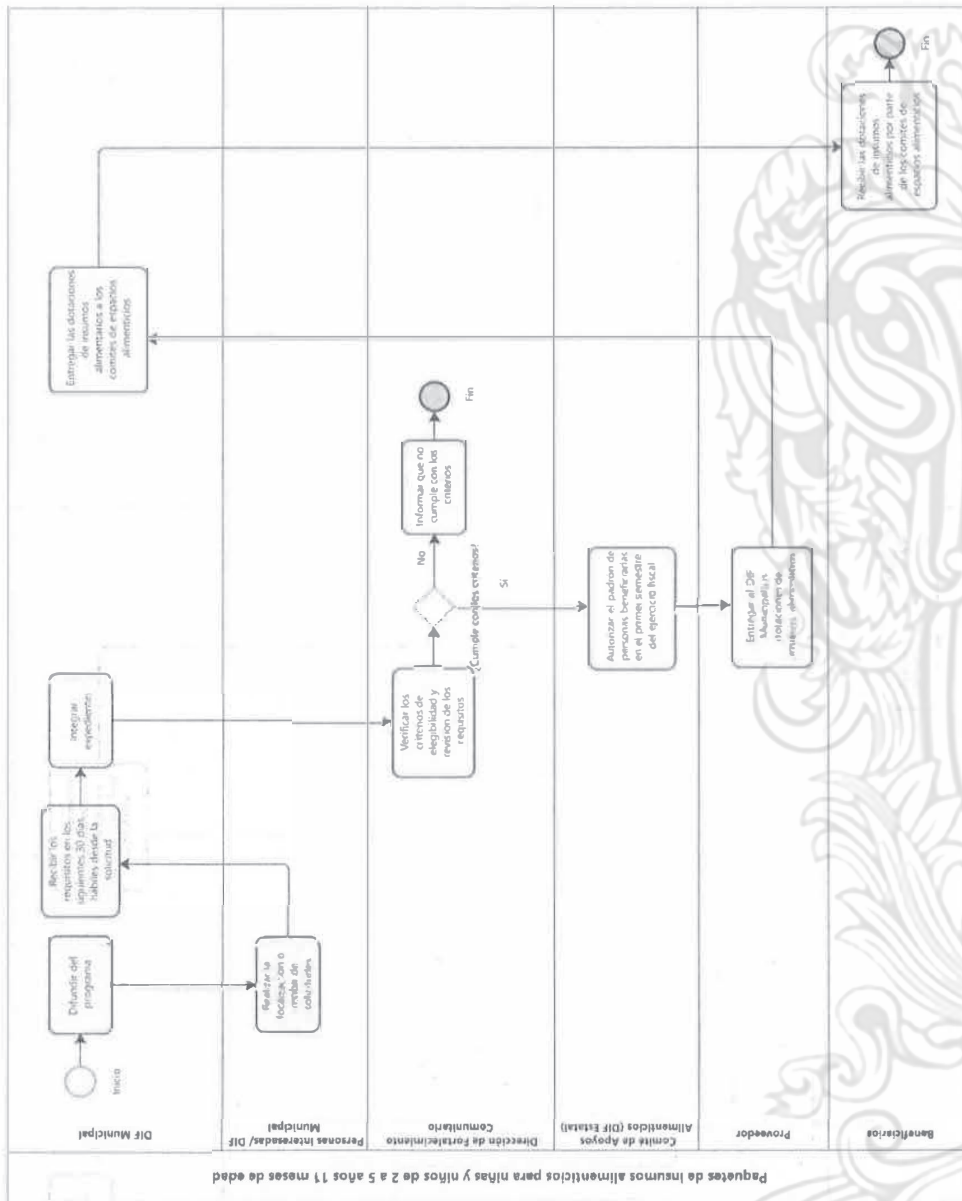 Paquetes de insumos alimenticios para niñas y niños de 2 a 5 años 11 meses de edad
DIF Municipal
Inicio
Difundir del
programa
Recibir los
requisitos en los
siguientes 30 días
hábiles desde la
solicitud
Integrar
expediente
Entregar las dotaciones
de insumos
alimentarios a los
comités de espacios
alimenticios
Personas Interesadas/ DIF
Municipal
Realizar la
focalización o
reciba de
solicitudes
Dirección de Fortalecimiento
Comunitario
Verificar los
criterios de
elegibilidad y
revisión de los
requisitos
¿Cumple con los criterios?
No
Si
Informar que no
cumple con los
criterios
Fin
Comité de Apoyos
Alimenticios (DIF Estatal)
Autorizar el padrón de
personas beneficiarias
en el primer semestre
del ejercicio fiscal
Proveedor
Entregar al DIF
Municipal las
dotaciones de
insumos alimenticios
Beneficiarios
Recibir las dotaciones
de insumos
alimenticios por parte
de los comités de
espacios alimentarios
Fin